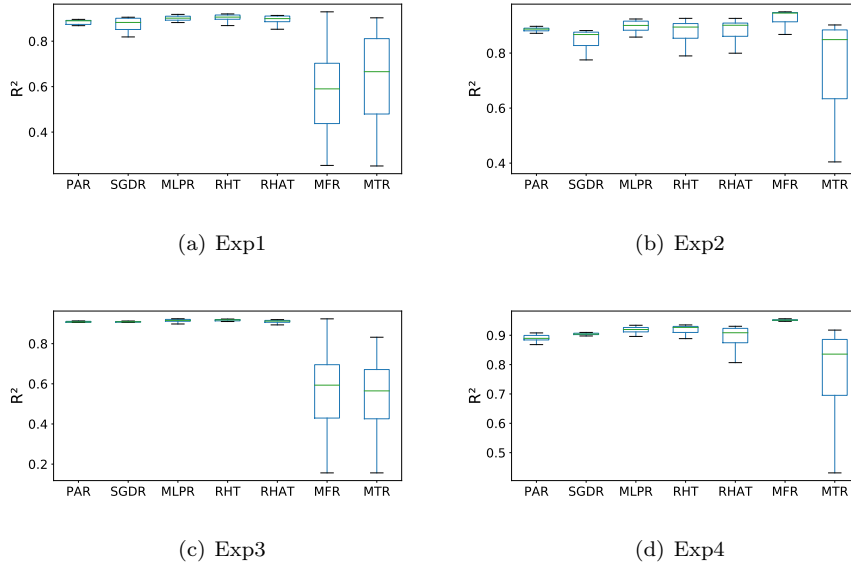 R²
0.8
0.6
0.4
PAR SGDR MLPR RHT RHAT MFR MTR
(a) Exp1
R²
0.8
0.6
0.4
PAR SGDR MLPR RHT RHAT MFR MTR
(b) Exp2
R²
0.8
0.6
0.4
0.2
PAR SGDR MLPR RHT RHAT MFR MTR
(c) Exp3
R²
0.9
0.8
0.7
0.6
0.5
PAR SGDR MLPR RHT RHAT MFR MTR
(d) Exp4